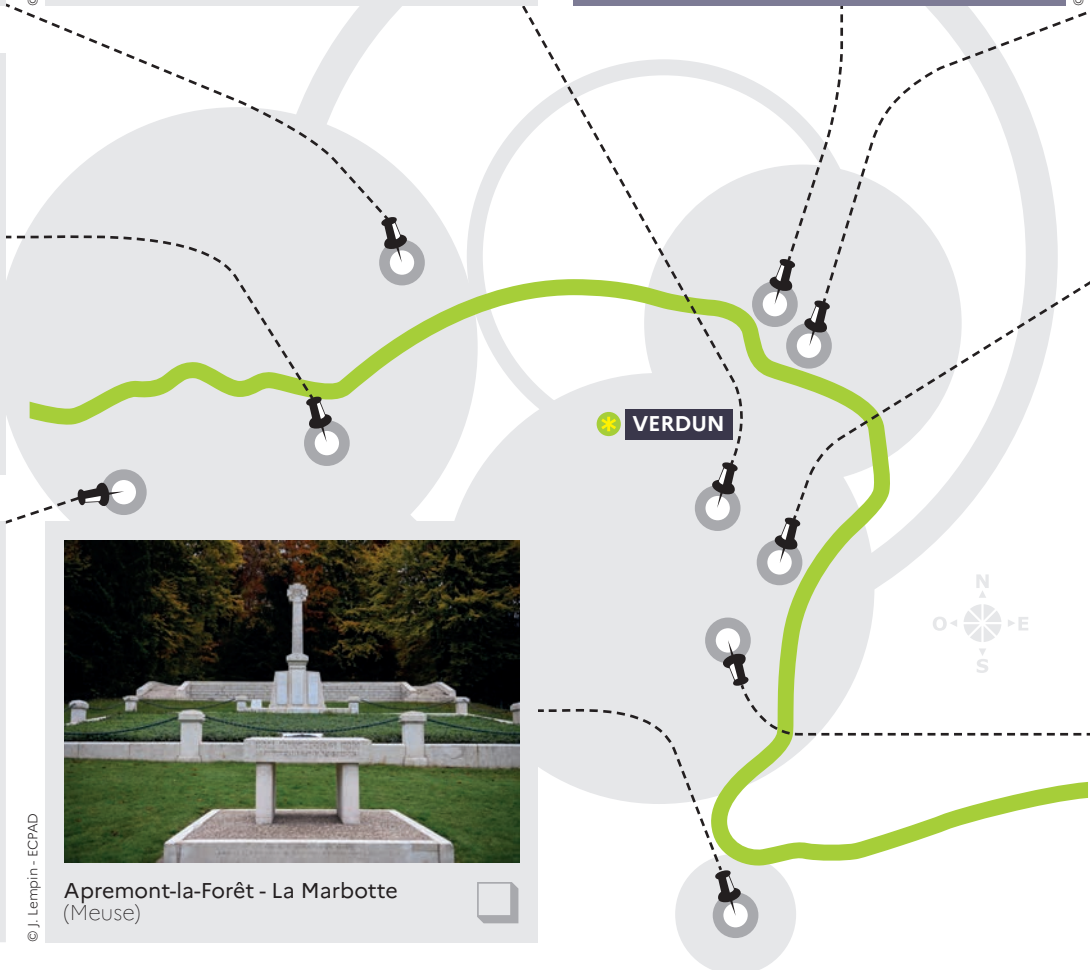 VERDUN
N
O E
S
© J. Lempin - ECPAD
Apremont-la-Forêt - La Marbotte
(Meuse)